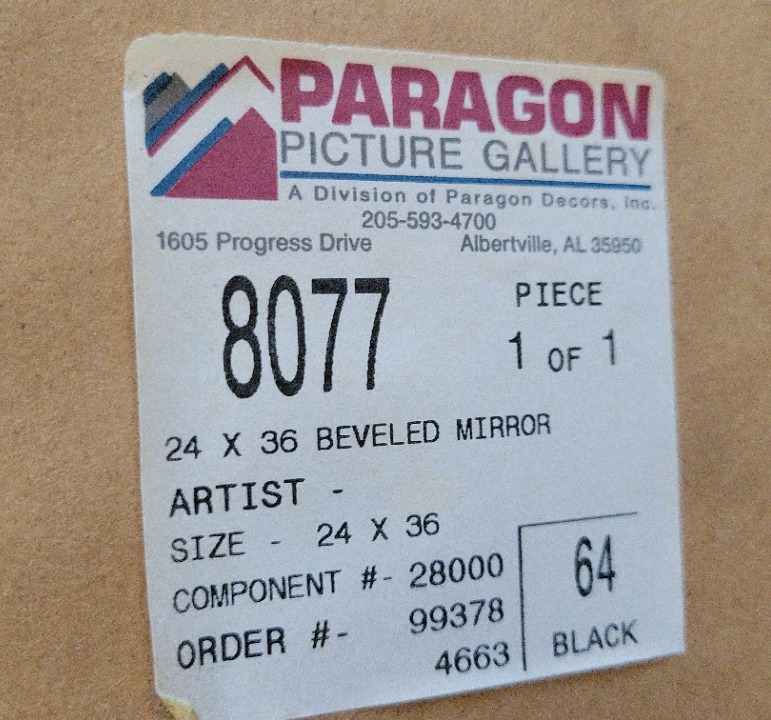 PARAGON
PICTURE GALLERY
A Division of Paragon Decors, Inc.
205-593-4700
1605 Progress Drive Albertville, AL 35950
8077
PIECE
1 OF 1
24 X 36 BEVELED MIRROR
ARTIST -
SIZE - 24 X 36
COMPONENT #- 28000
ORDER #- 99378
4663
64
BLACK